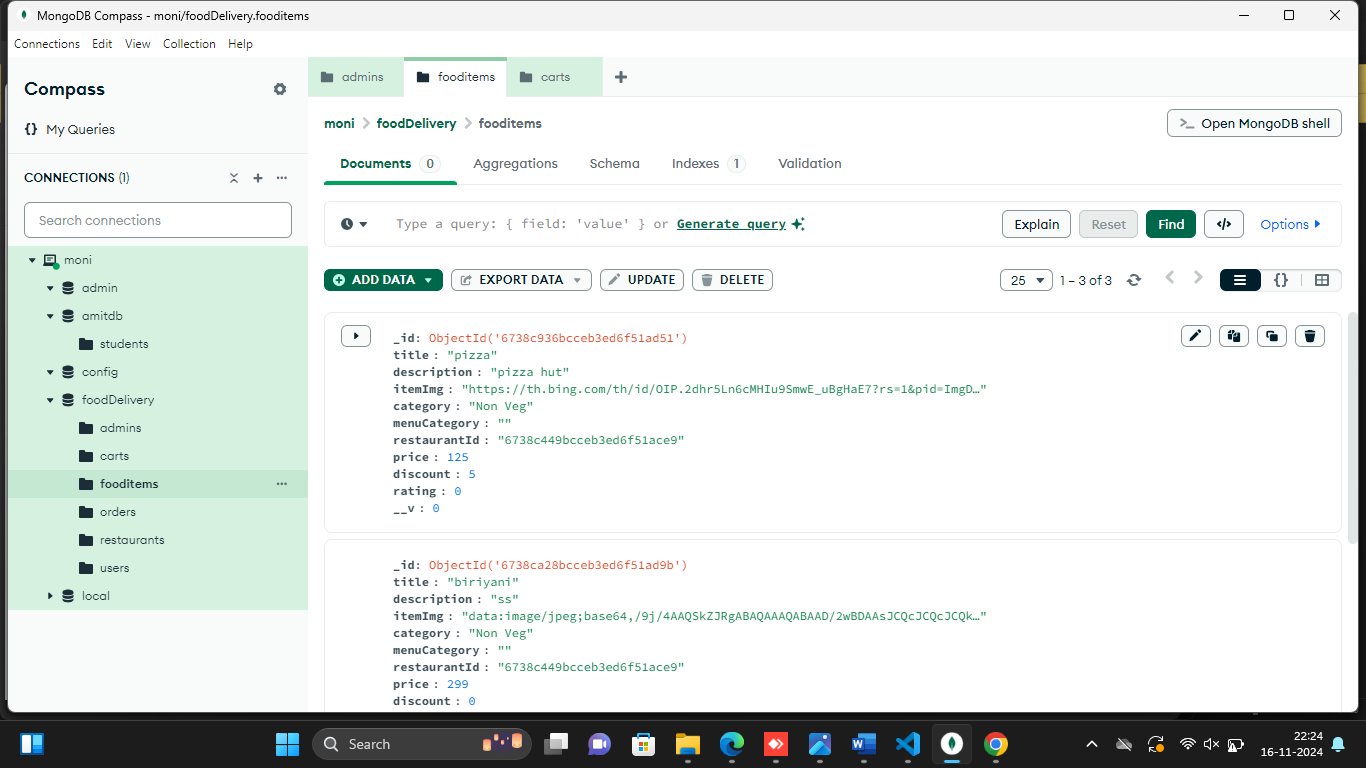 MongoDB Compass - moni/foodDelivery.fooditems
Connections Edit View Collection Help
Compass
{} My Queries
CONNECTIONS (1)
Search connections
moni
admin
amitdb
students
config
foodDelivery
admins
carts
fooditems
orders
restaurants
users
local
admins fooditems carts
moni > foodDelivery > fooditems
>_ Open MongoDB shell
Documents 0 Aggregations Schema Indexes 1 Validation
Type a query: { field: 'value' } or Generate query
Explain Reset Find </> Options
ADD DATA EXPORT DATA UPDATE DELETE
25 1 – 3 of 3 {}
_id: ObjectId('6738c936bcceb3ed6f51ad51')
title : "pizza"
description : "pizza hut"
itemImg : "https://th.bing.com/th/id/OIP.2dhr5Ln6cMHIu9SmwE_uBgHaE7?rs=1&pid=ImgD…"
category : "Non Veg"
menuCategory : ""
restaurantId : "6738c449bcceb3ed6f51ace9"
price : 125
discount : 5
rating : 0
__v : 0
_id: ObjectId('6738ca28bcceb3ed6f51ad9b')
title : "biriyani"
description : "ss"
itemImg : "data:image/jpeg;base64,/9j/4AAQSkZJRgABAQAAAQABAAD/2wBDAAsJCQcJCQcJCQk…"
category : "Non Veg"
menuCategory : ""
restaurantId : "6738c449bcceb3ed6f51ace9"
price : 299
discount : 0
Search
22:24
16-11-2024